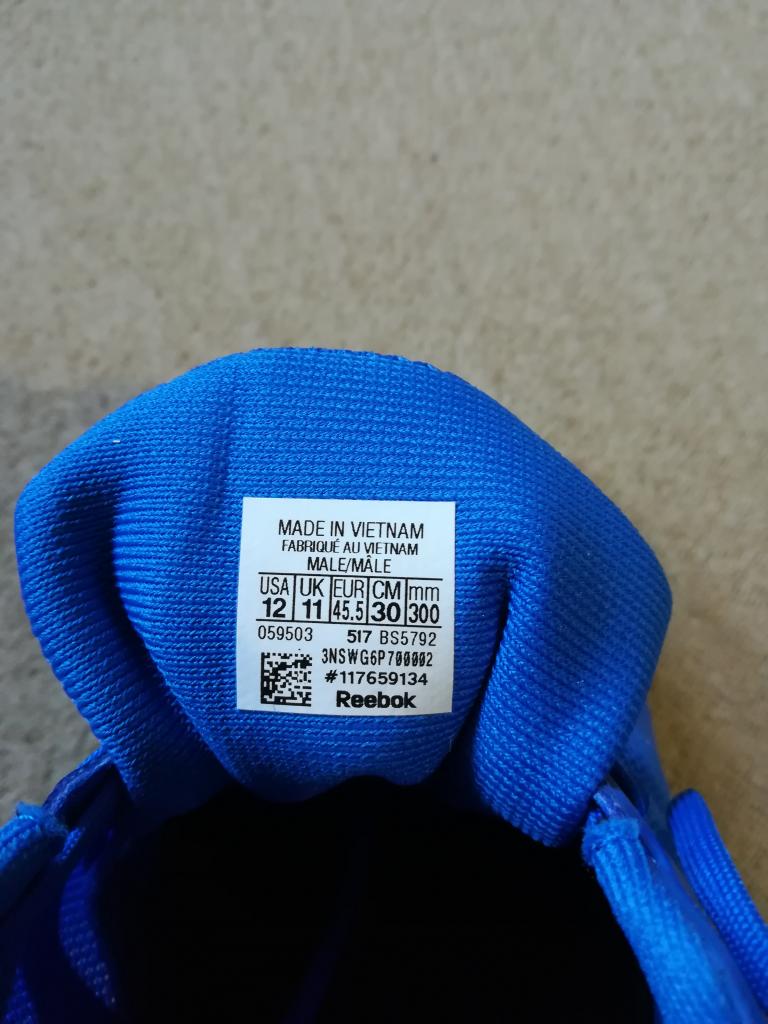 MADE IN VIETNAM
FABRIQUÉ AU VIETNAM
MALE/MÂLE
USA UK EUR CM mm
12 11 45.5 30 300
059503 517 BS5792
3NSWG6P700002
#117659134
Reebok